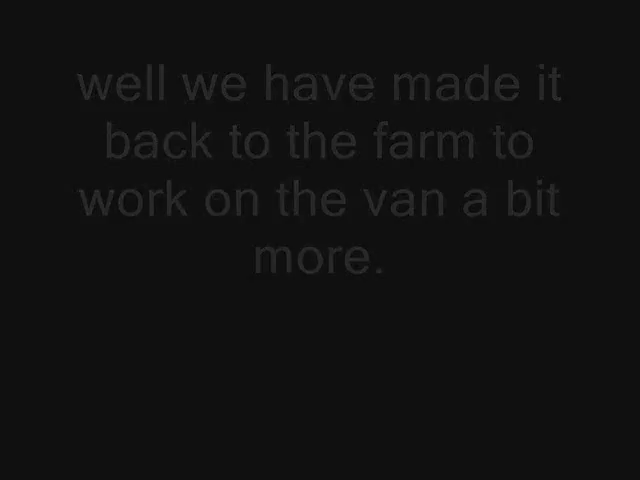 well we have made it
back to the farm to
work on the van a bit
more.